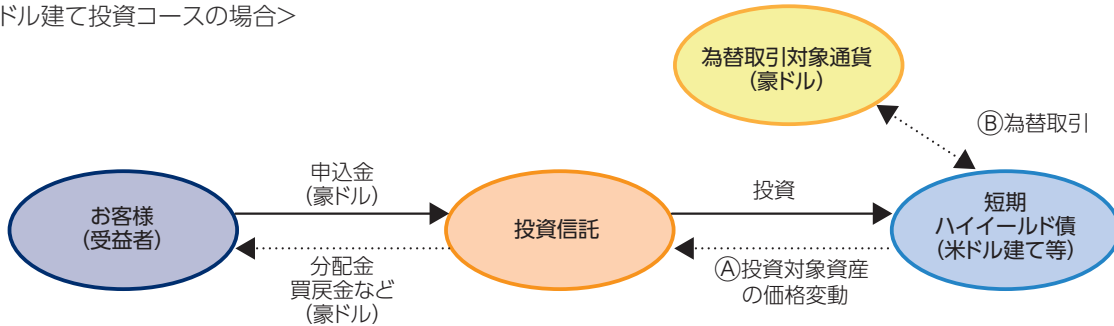 ドル建て投資コースの場合>
為替取引対象通貨
(豪ドル)
Ⓑ為替取引
申込金
(豪ドル)
投資
お客様
(受益者)
投資信託
短期
ハイイールド債
(米ドル建て等)
分配金
買戻金など
(豪ドル)
Ⓐ投資対象資産
の価格変動